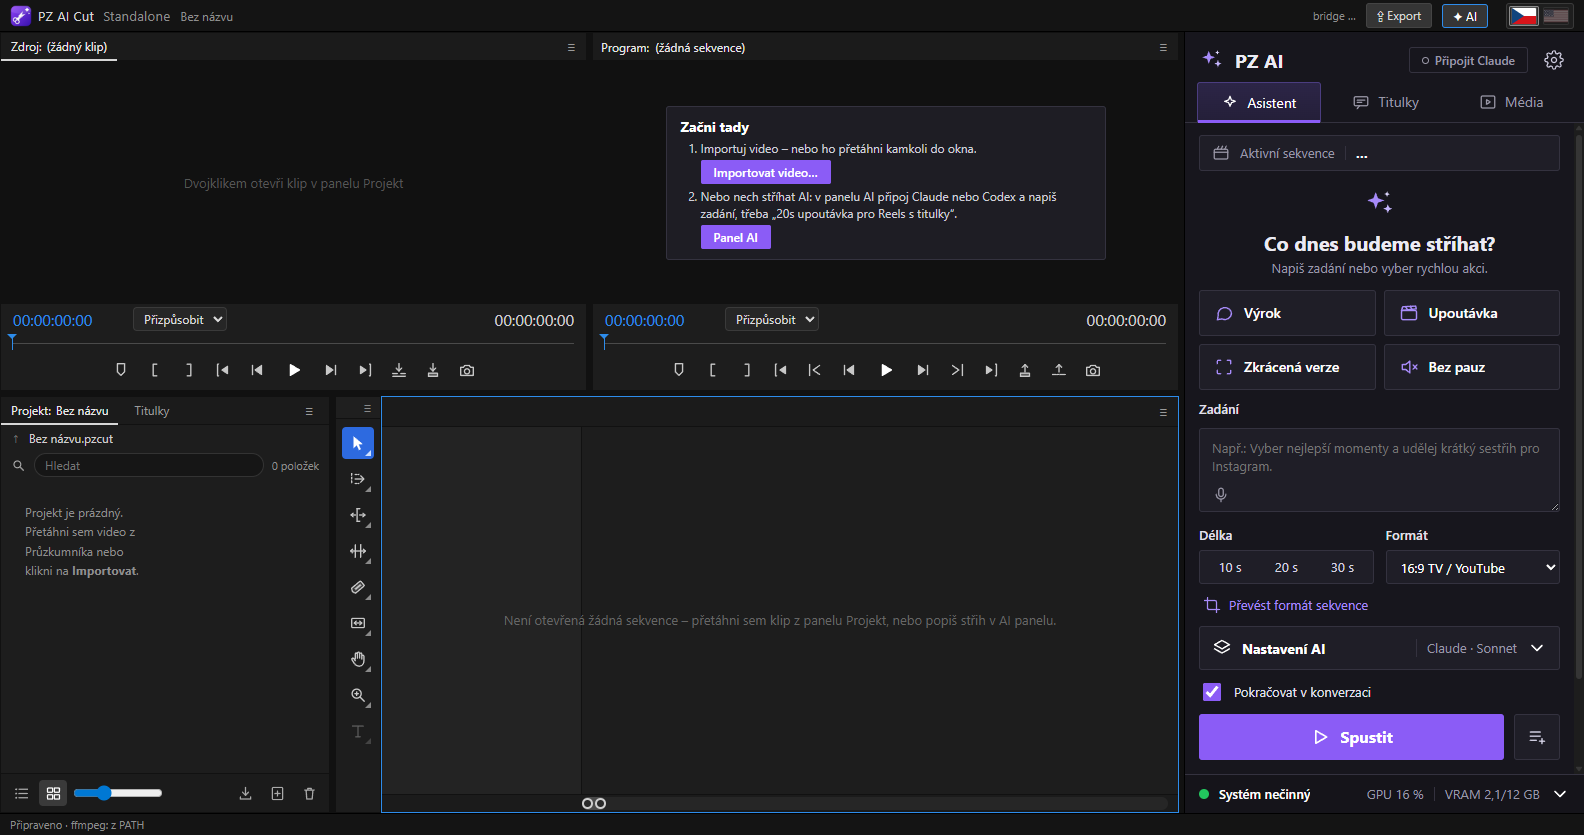 PZ AI Cut Standalone Bez názvu
bridge ... Export AI
Zdroj: (žádný klip)
Program: (žádná sekvence)
Dvojklikem otevři klip v panelu Projekt
Začni tady
1. Importuj video – nebo ho přetáhni kamkoli do okna.
Importovat video...
2. Nebo nech stříhat AI: v panelu AI připoj Claude nebo Codex a napiš
zadání, třeba „20s upoutávka pro Reels s titulky“.
Panel AI
00:00:00:00 Přizpůsobit 00:00:00:00
00:00:00:00 Přizpůsobit 00:00:00:00
Projekt: Bez názvu Titulky
Bez názvu.pzcut
Hledat 0 položek
Projekt je prázdný.
Přetáhni sem video z
Průzkumníka nebo
klikni na Importovat.
Není otevřená žádná sekvence – přetáhni sem klip z panelu Projekt, nebo popiš střih v AI panelu.
PZ AI Připojit Claude
Asistent Titulky Média
Aktivní sekvence ...
Co dnes budeme stříhat?
Napiš zadání nebo vyber rychlou akci.
Výrok Upoutávka
Zkrácená verze Bez pauz
Zadání
Např.: Vyber nejlepší momenty a udělej krátký sestřih pro
Instagram.
Délka Formát
10 s 20 s 30 s 16:9 TV / YouTube
Převést formát sekvence
Nastavení AI Claude · Sonnet
Pokračovat v konverzaci
Spustit
Systém nečinný GPU 16 % VRAM 2,1/12 GB
Připraveno · ffmpeg: z PATH